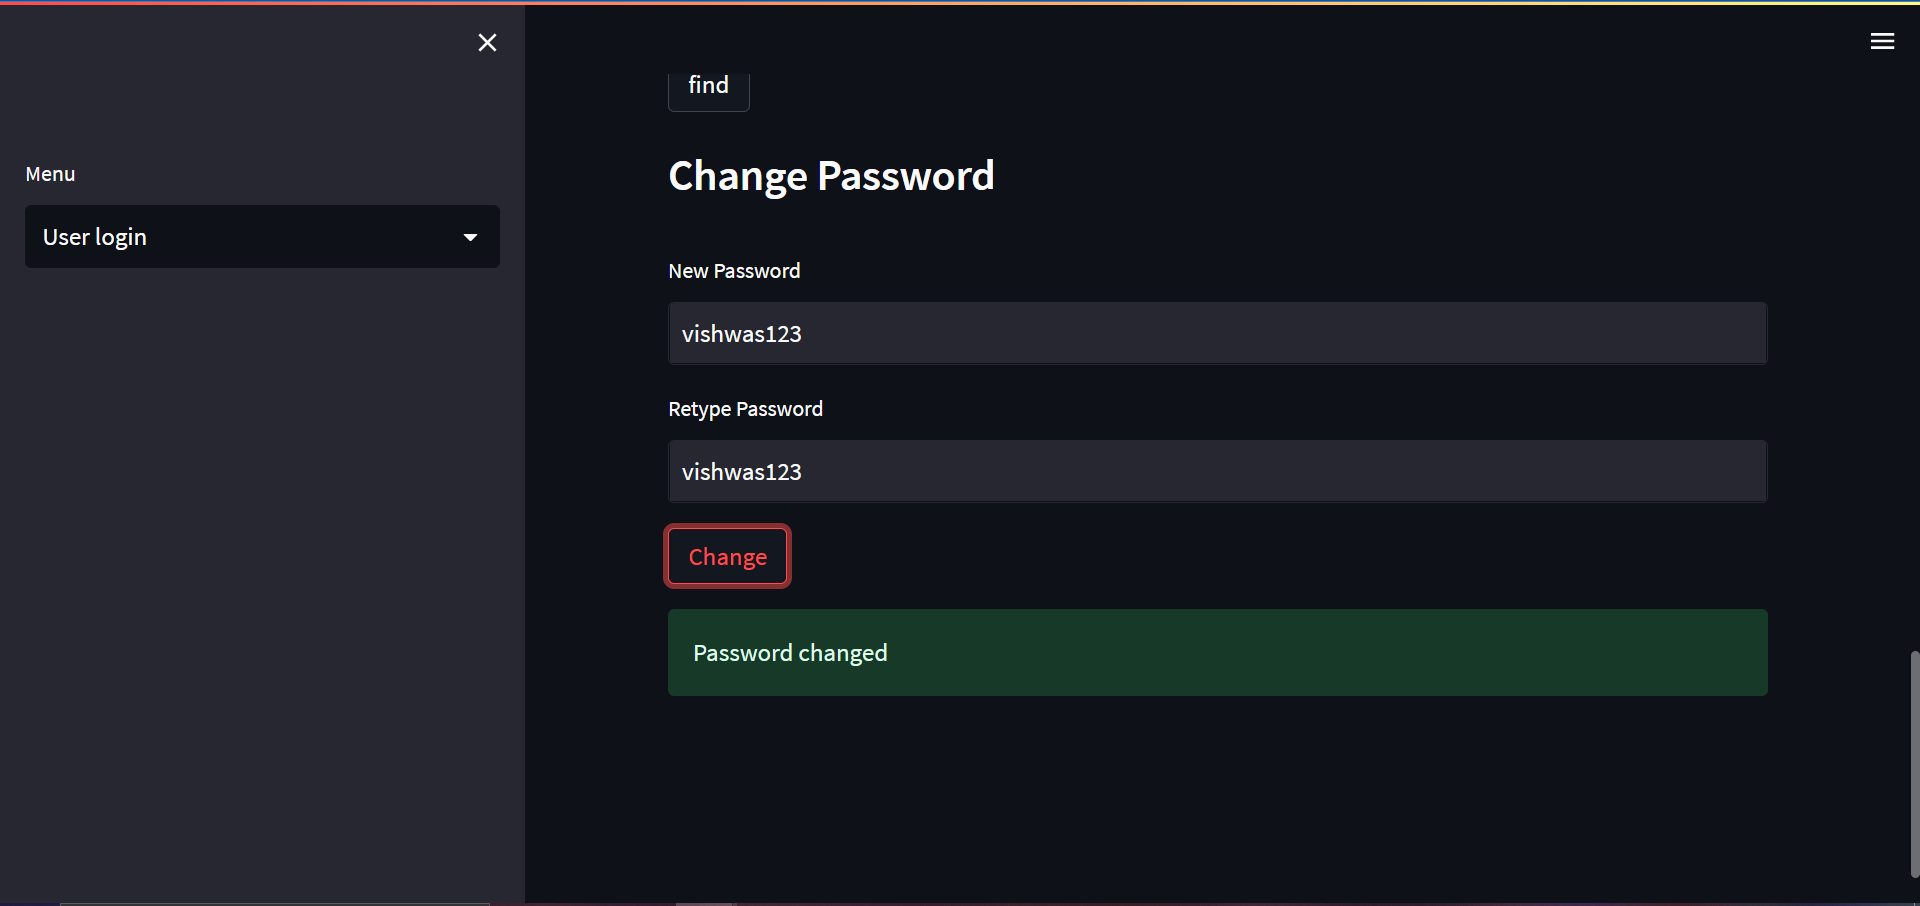 Menu
User login
find
Change Password
New Password
vishwas123
Retype Password
vishwas123
Change
Password changed